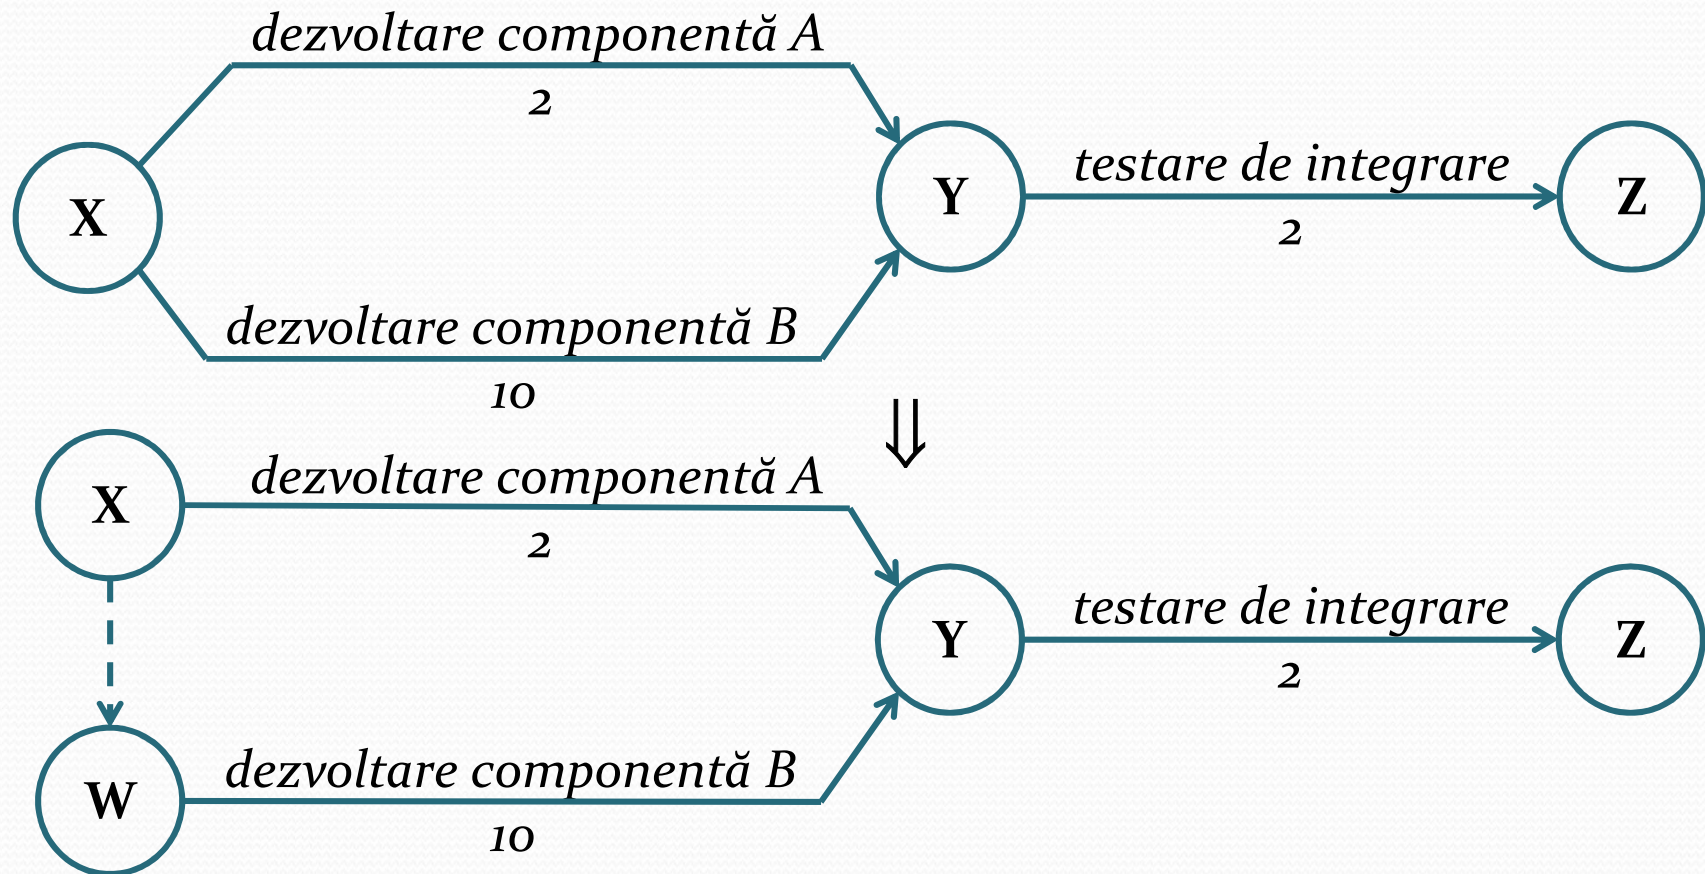 dezvoltare componentă A
2
X
Y
testare de integrare
2
Z
dezvoltare componentă B
10
⇓
X
dezvoltare componentă A
2
Y
testare de integrare
2
Z
W
dezvoltare componentă B
10